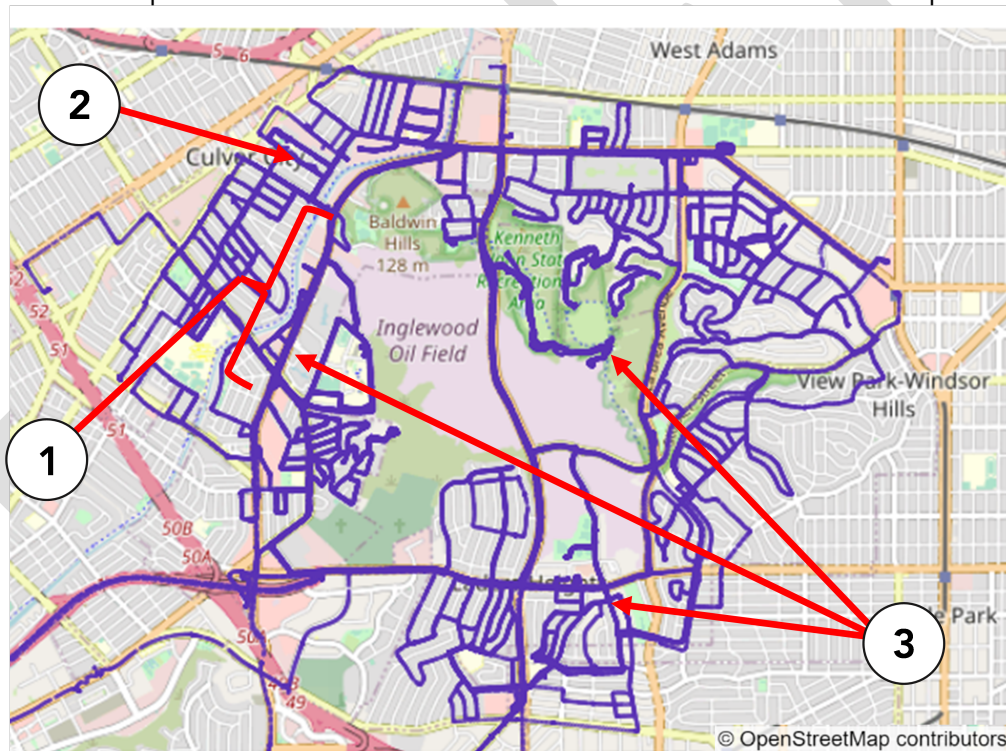 5
6
West Adams
2
Culver City
Baldwin
Hills
128 m
Kenneth
State
Recreation
Area
52
51
Inglewood
Oil Field
View Park-Windsor
Hills
51
1
50B
50A
3
Park
50
49
© OpenStreetMap contributors